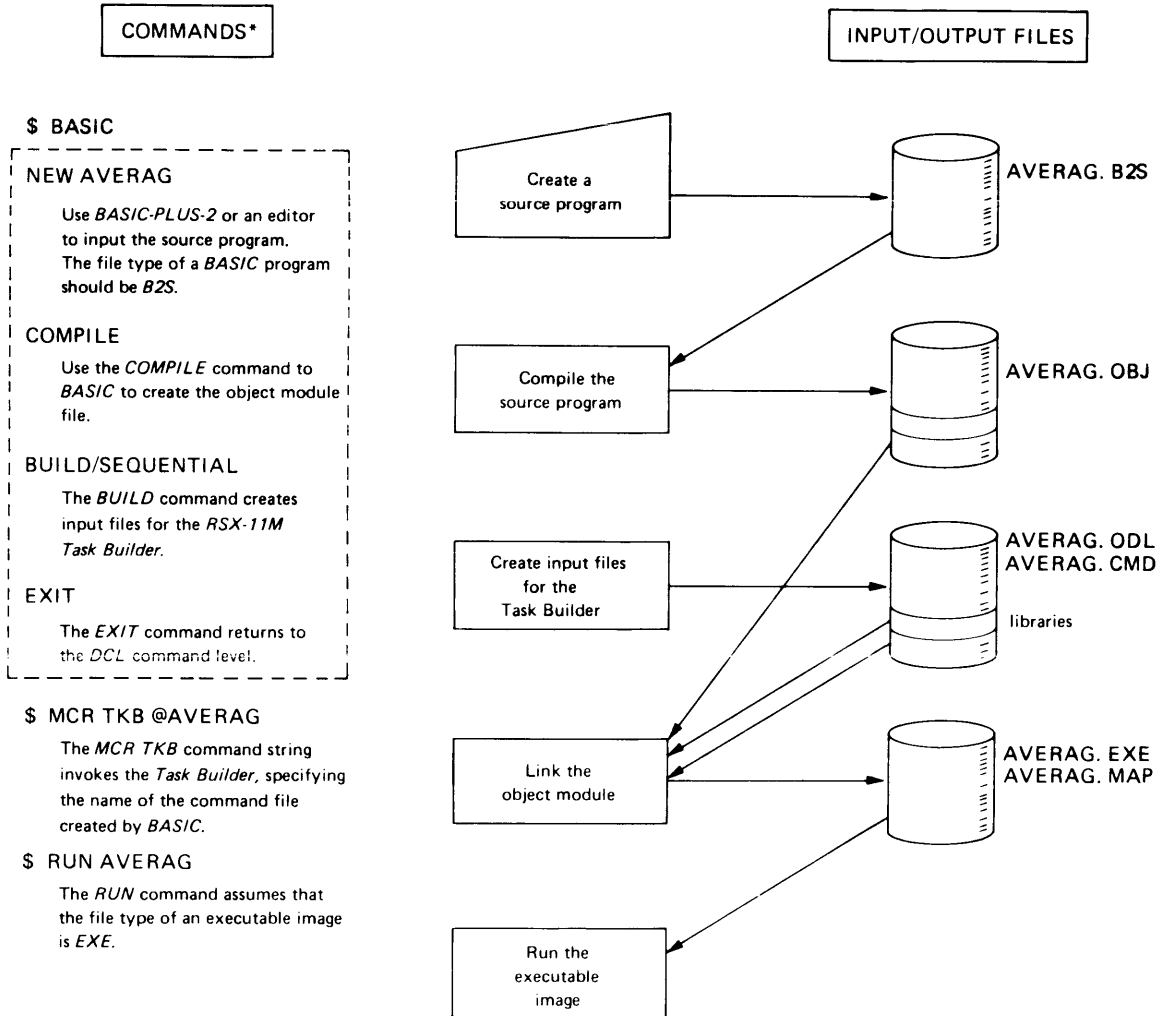 COMMANDS*
INPUT/OUTPUT FILES
$ BASIC
NEW AVERAG
Use BASIC-PLUS-2 or an editor
to input the source program.
The file type of a BASIC program
should be B2S.
COMPILE
Use the COMPILE command to
BASIC to create the object module
file.
BUILD/SEQUENTIAL
The BUILD command creates
input files for the RSX-11M
Task Builder.
EXIT
The EXIT command returns to
the DCL command level.
$ MCR TKB @AVERAG
The MCR TKB command string
invokes the Task Builder, specifying
the name of the command file
created by BASIC.
$ RUN AVERAG
The RUN command assumes that
the file type of an executable image
is EXE.
Create a
source program
AVERAG. B2S
Compile the
source program
AVERAG. OBJ
Create input files
for the
Task Builder
AVERAG. ODL
AVERAG. CMD
libraries
Link the
object module
AVERAG. EXE
AVERAG. MAP
Run the
executable
image